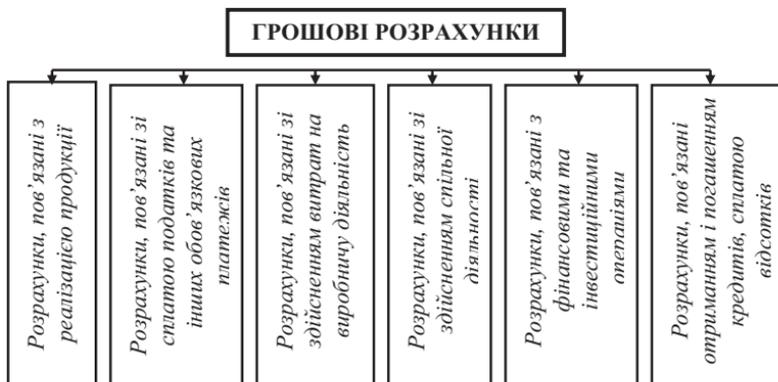 ГРОШОВІ РОЗРАХУНКИ
Розрахунки, пов’язані з
реалізацією продукції
Розрахунки, пов’язані зі
сплатою податків та
інших обов’язкових
платежів
Розрахунки, пов’язані зі
здійсненням витрат на
виробничу діяльність
Розрахунки, пов’язані зі
здійсненням спільної
діяльності
Розрахунки, пов’язані з
фінансовими та
інвестиційними
операціями
Розрахунки, пов’язані
отриманням і погашенням
кредитів, сплатою
відсотків